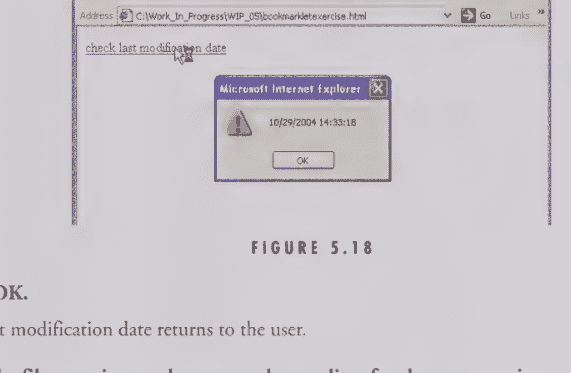 Address C:\Work_In_Progress\WIP_05\bookmarkletexercise.html Go Links »
check last modification date
Microsoft Internet Explorer
10/29/2004 14:33:18
OK
FIGURE 5.18
OK.
t modification date returns to the user.